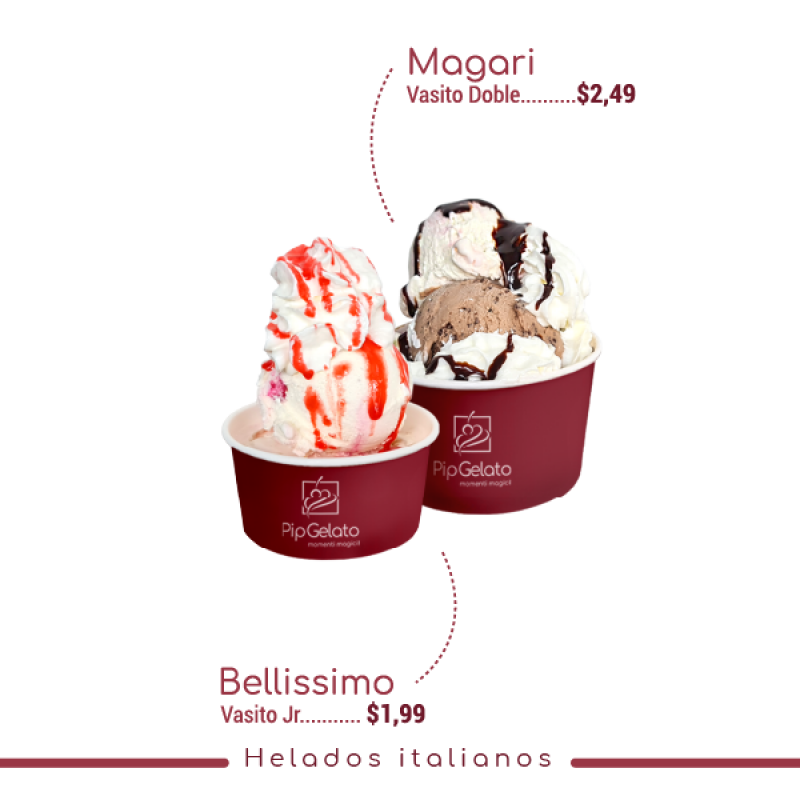 Magari
Vasito Doble..........$2,49
PipGelato
momenti magici!
PipGelato
momenti magici!
Bellissimo
Vasito Jr........... $1,99
Helados italianos